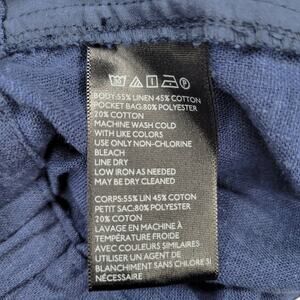 BODY:55% LINEN 45% COTTON
POCKET BAG:80% POLYESTER
20% COTTON
MACHINE WASH COLD
WITH LIKE COLORS
USE ONLY NON-CHLORINE
BLEACH
LINE DRY
LOW IRON AS NEEDED
MAY BE DRY CLEANED
CORPS:55% LIN 45% COTON
PETIT SAC:80% POLYESTER
20% COTON
LAVAGE EN MACHINE À
TEMPÉRATURE FROIDE
AVEC COULEURS SIMILAIRES
UTILISER UN AGENT DE
BLANCHIMENT SANS CHLORE SI
NÉCESSAIRE